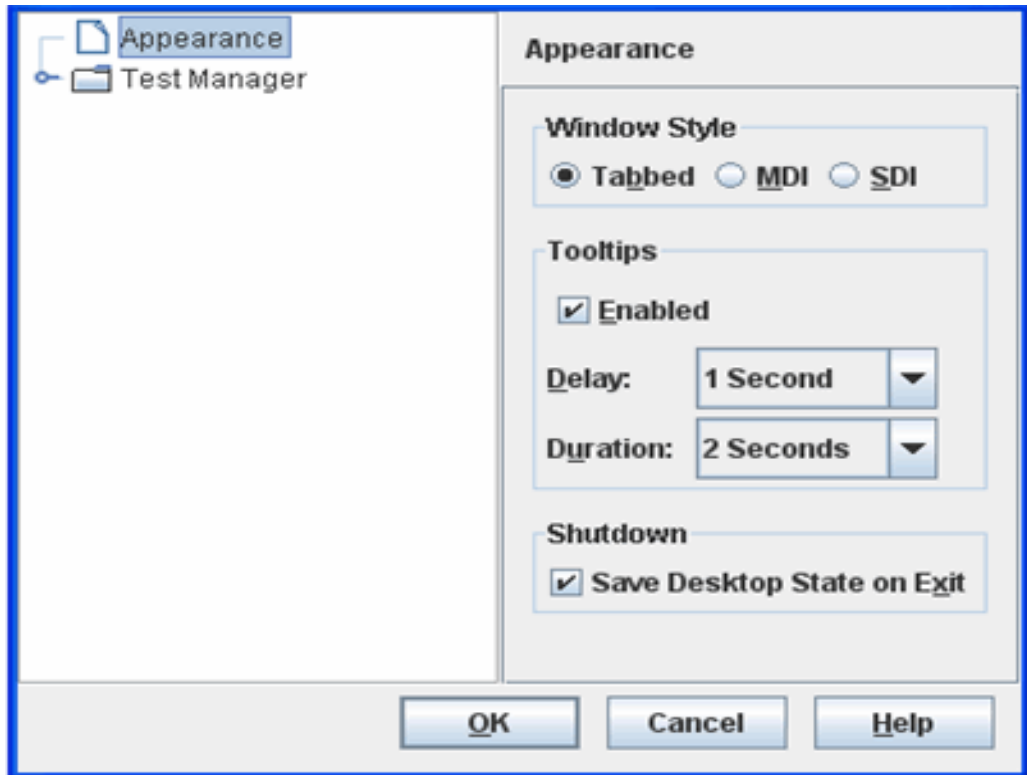 Appearance
Test Manager
Appearance
Window Style
Tabbed MDI SDI
Tooltips
Enabled
Delay: 1 Second
Duration: 2 Seconds
Shutdown
Save Desktop State on Exit
OK Cancel Help